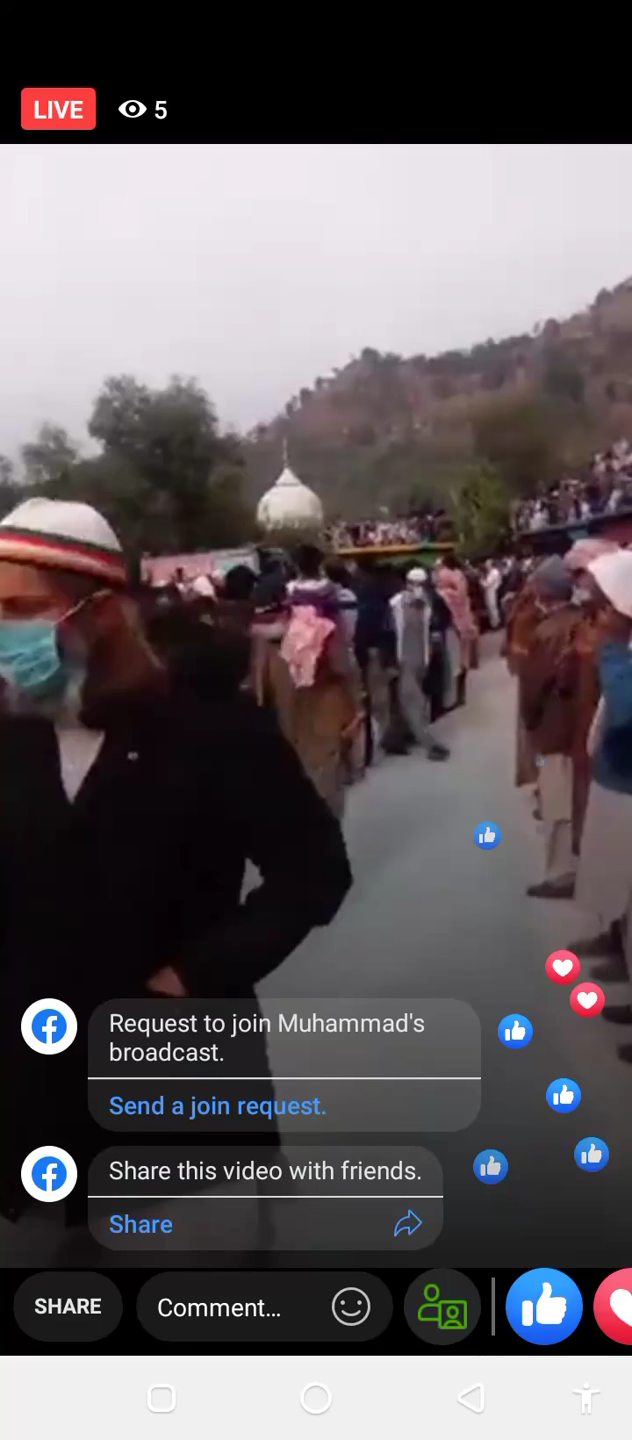 LIVE
5
Request to join Muhammad's
broadcast.
Send a join request.
Share this video with friends.
Share
SHARE
Comment...